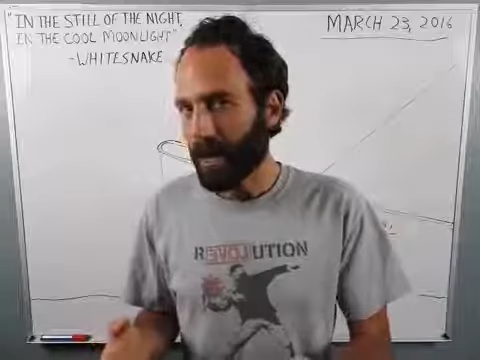 "IN THE STILL OF THE NIGHT,
IN THE COOL MOONLIGHT"
-WHITESNAKE
MARCH 23, 2016
REVOLUTION